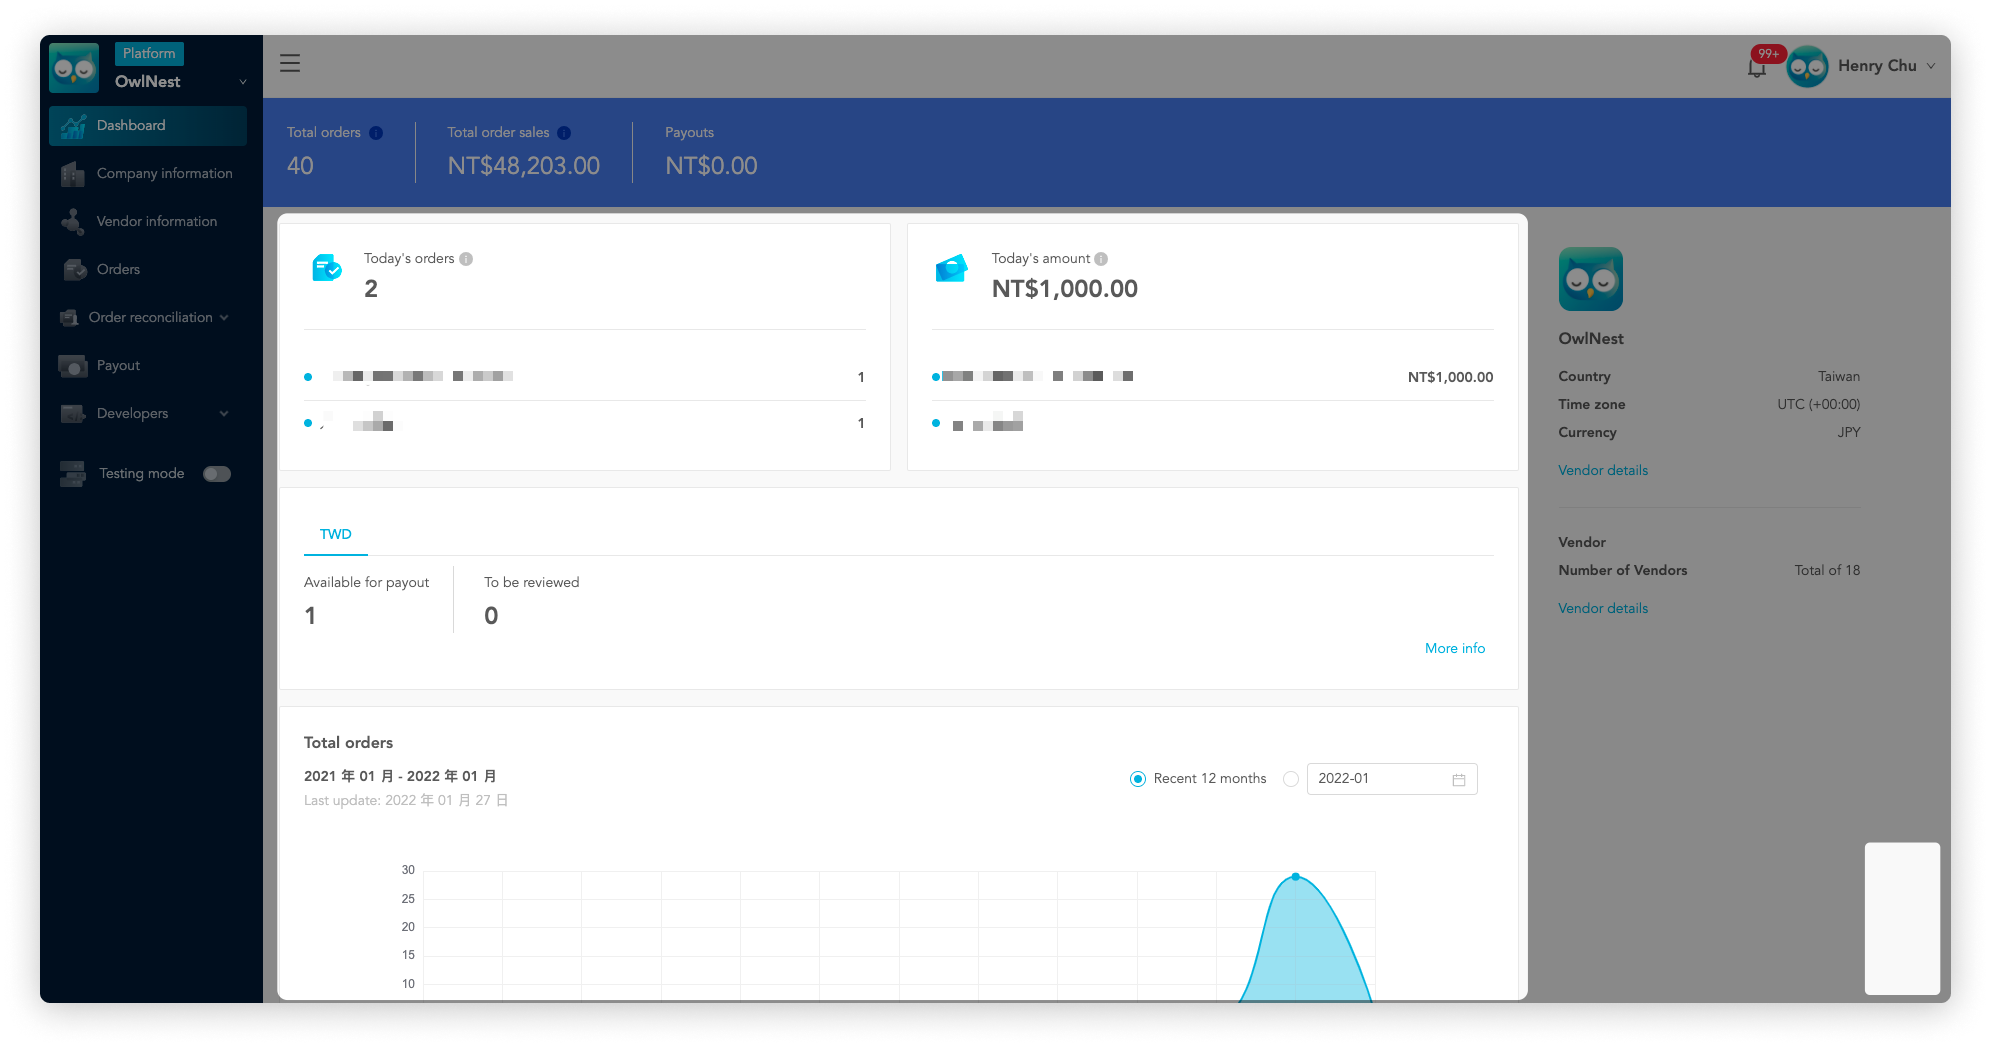 Platform
OwlNest
Dashboard
Company information
Vendor information
Orders
Order reconciliation
Payout
Developers
Testing mode
99+
Henry Chu
Total orders
40
Total order sales
NT$48,203.00
Payouts
NT$0.00
Today's orders
2
1
1
Today's amount
NT$1,000.00
NT$1,000.00
TWD
Available for payout
1
To be reviewed
0
More info
Total orders
2021 年 01 月 - 2022 年 01 月
Last update: 2022 年 01 月 27 日
Recent 12 months
2022-01
30
25
20
15
10
OwlNest
Country Taiwan
Time zone UTC (+00:00)
Currency JPY
Vendor details
Vendor
Number of Vendors Total of 18
Vendor details